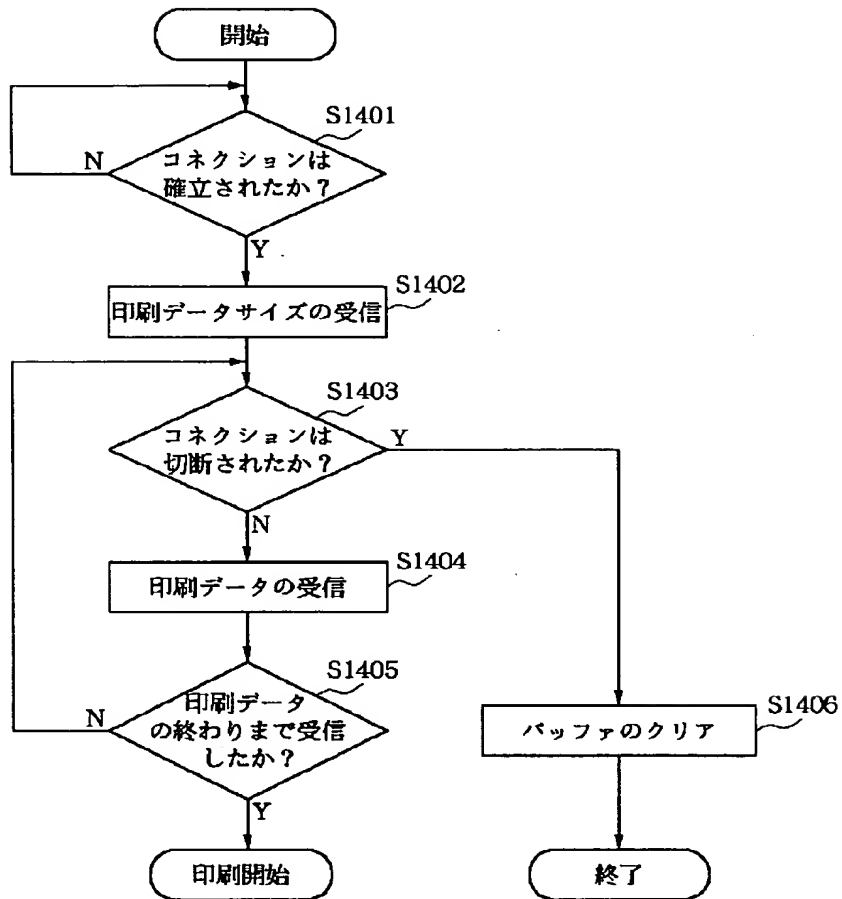 開始
S1401
コネクションは
確立されたか?
N
Y
S1402
印刷データサイズの受信
S1403
コネクションは
切断されたか?
Y
N
S1404
印刷データの受信
S1405
印刷データ
の終わりまで受信
したか?
N
Y
S1406
バッファのクリア
印刷開始
終了